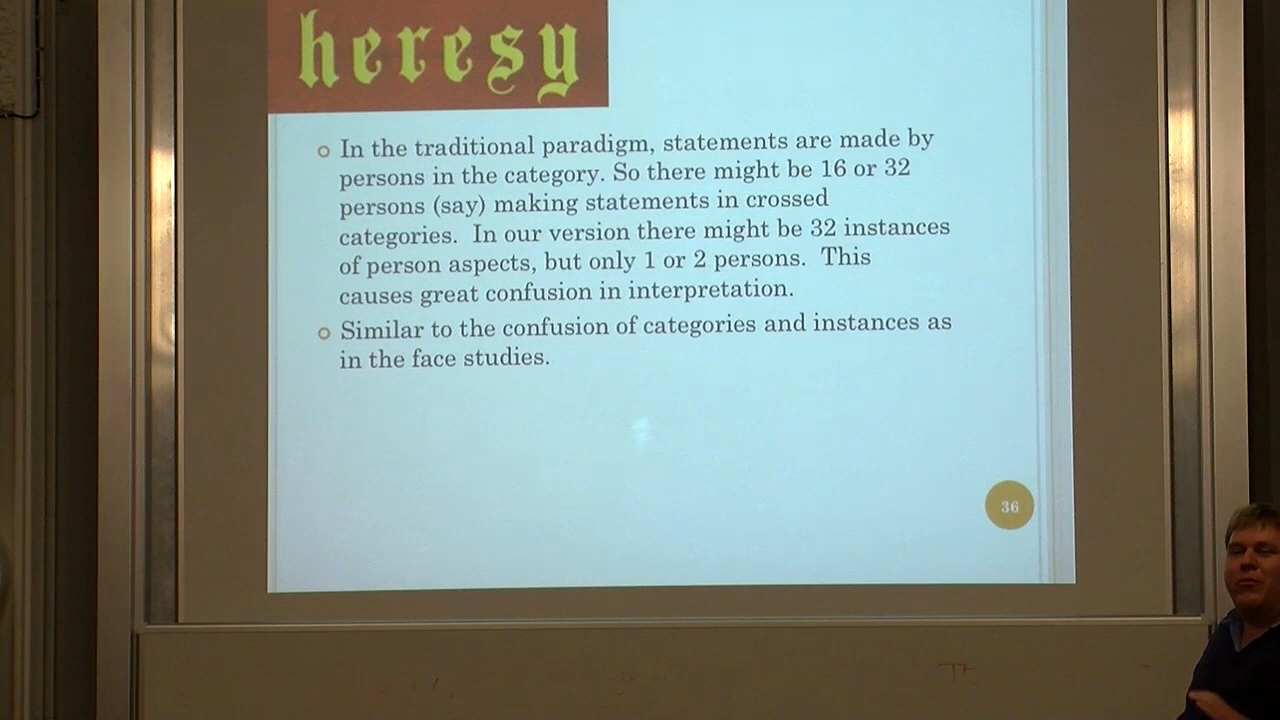 heresy
In the traditional paradigm, statements are made by
persons in the category. So there might be 16 or 32
persons (say) making statements in crossed
categories. In our version there might be 32 instances
of person aspects, but only 1 or 2 persons. This
causes great confusion in interpretation.
Similar to the confusion of categories and instances as
in the face studies.
36